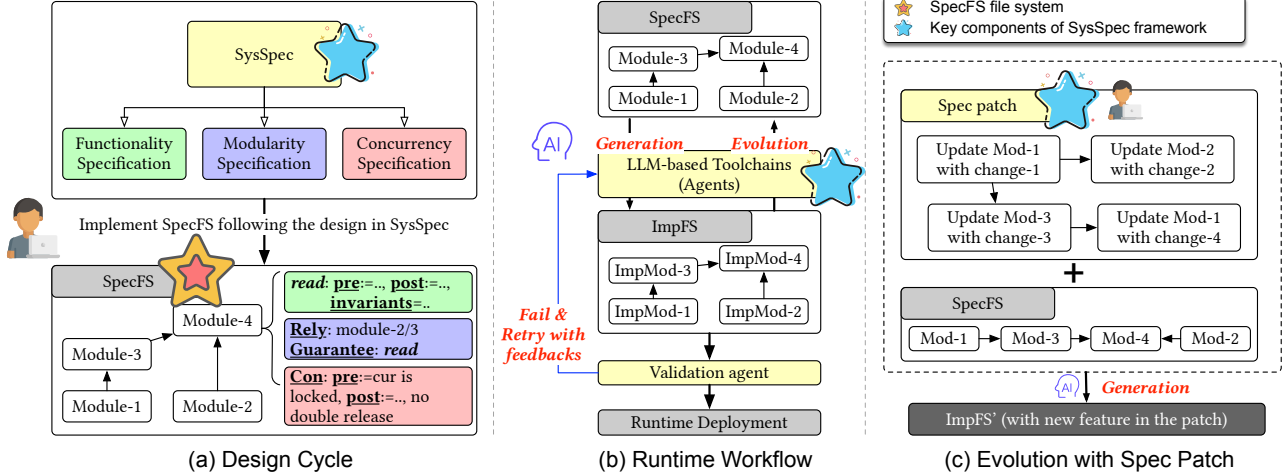 SysSpec
Functionality
Specification
Modularity
Specification
Concurrency
Specification
Implement SpecFS following the design in SysSpec
SpecFS
Module-4
Module-3
Module-1
Module-2
read: pre:=.., post:=..,
invariants=..
Rely: module-2/3
Guarantee: read
Con: pre:=cur is
locked, post:=.., no
double release
(a) Design Cycle
SpecFS
Module-4
Module-3
Module-1
Module-2
AI
Generation
Evolution
LLM-based Toolchains
(Agents)
ImpFS
ImpMod-4
ImpMod-3
ImpMod-1
ImpMod-2
Fail &
Retry with
feedbacks
Validation agent
Runtime Deployment
(b) Runtime Workflow
SpecFS file system
Key components of SysSpec framework
Spec patch
Update Mod-1
with change-1
Update Mod-2
with change-2
Update Mod-3
with change-3
Update Mod-1
with change-4
+
SpecFS
Mod-1
Mod-3
Mod-4
Mod-2
AI
Generation
ImpFS' (with new feature in the patch)
(c) Evolution with Spec Patch